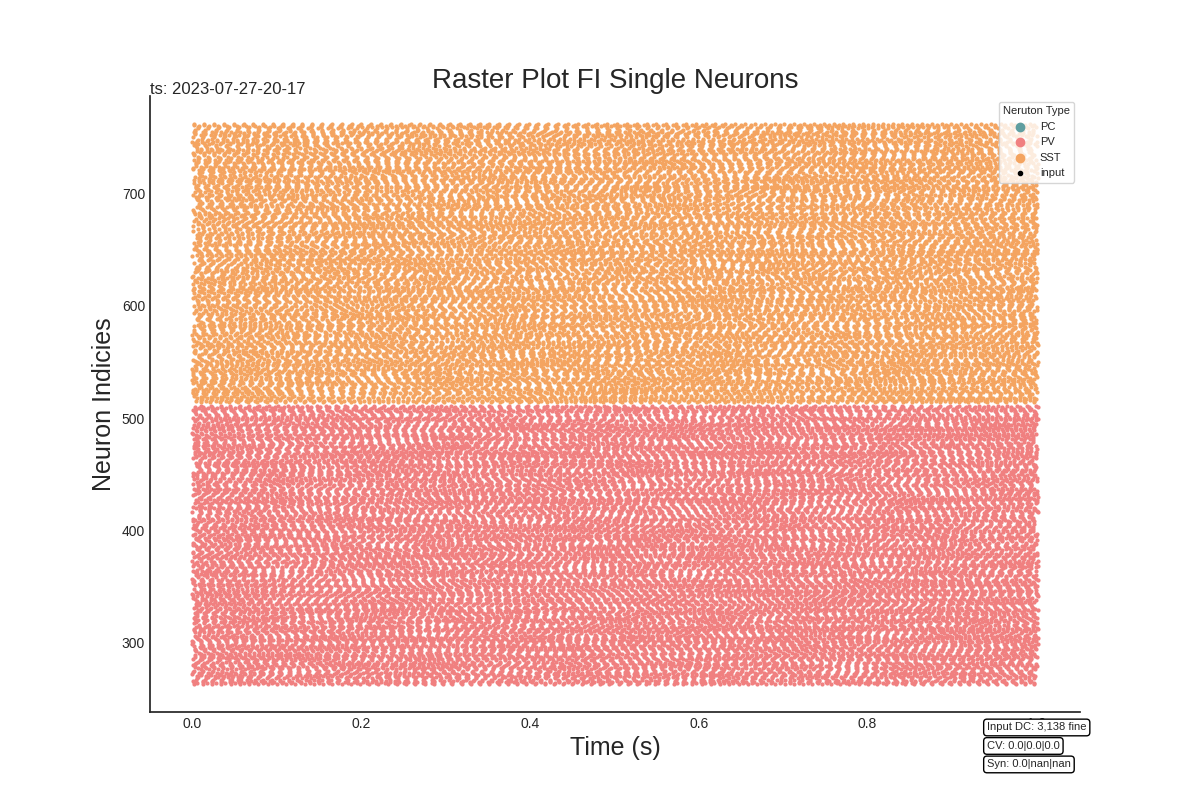 Raster Plot FI Single Neurons
ts: 2023-07-27-20-17
Neruton Type
PC
PV
SST
input
700
600
500
400
300
Neuron Indicies
0.0 0.2 0.4 0.6 0.8
Time (s)
Input DC: 3,138 fine
CV: 0.0|0.0|0.0
Syn: 0.0|nan|nan